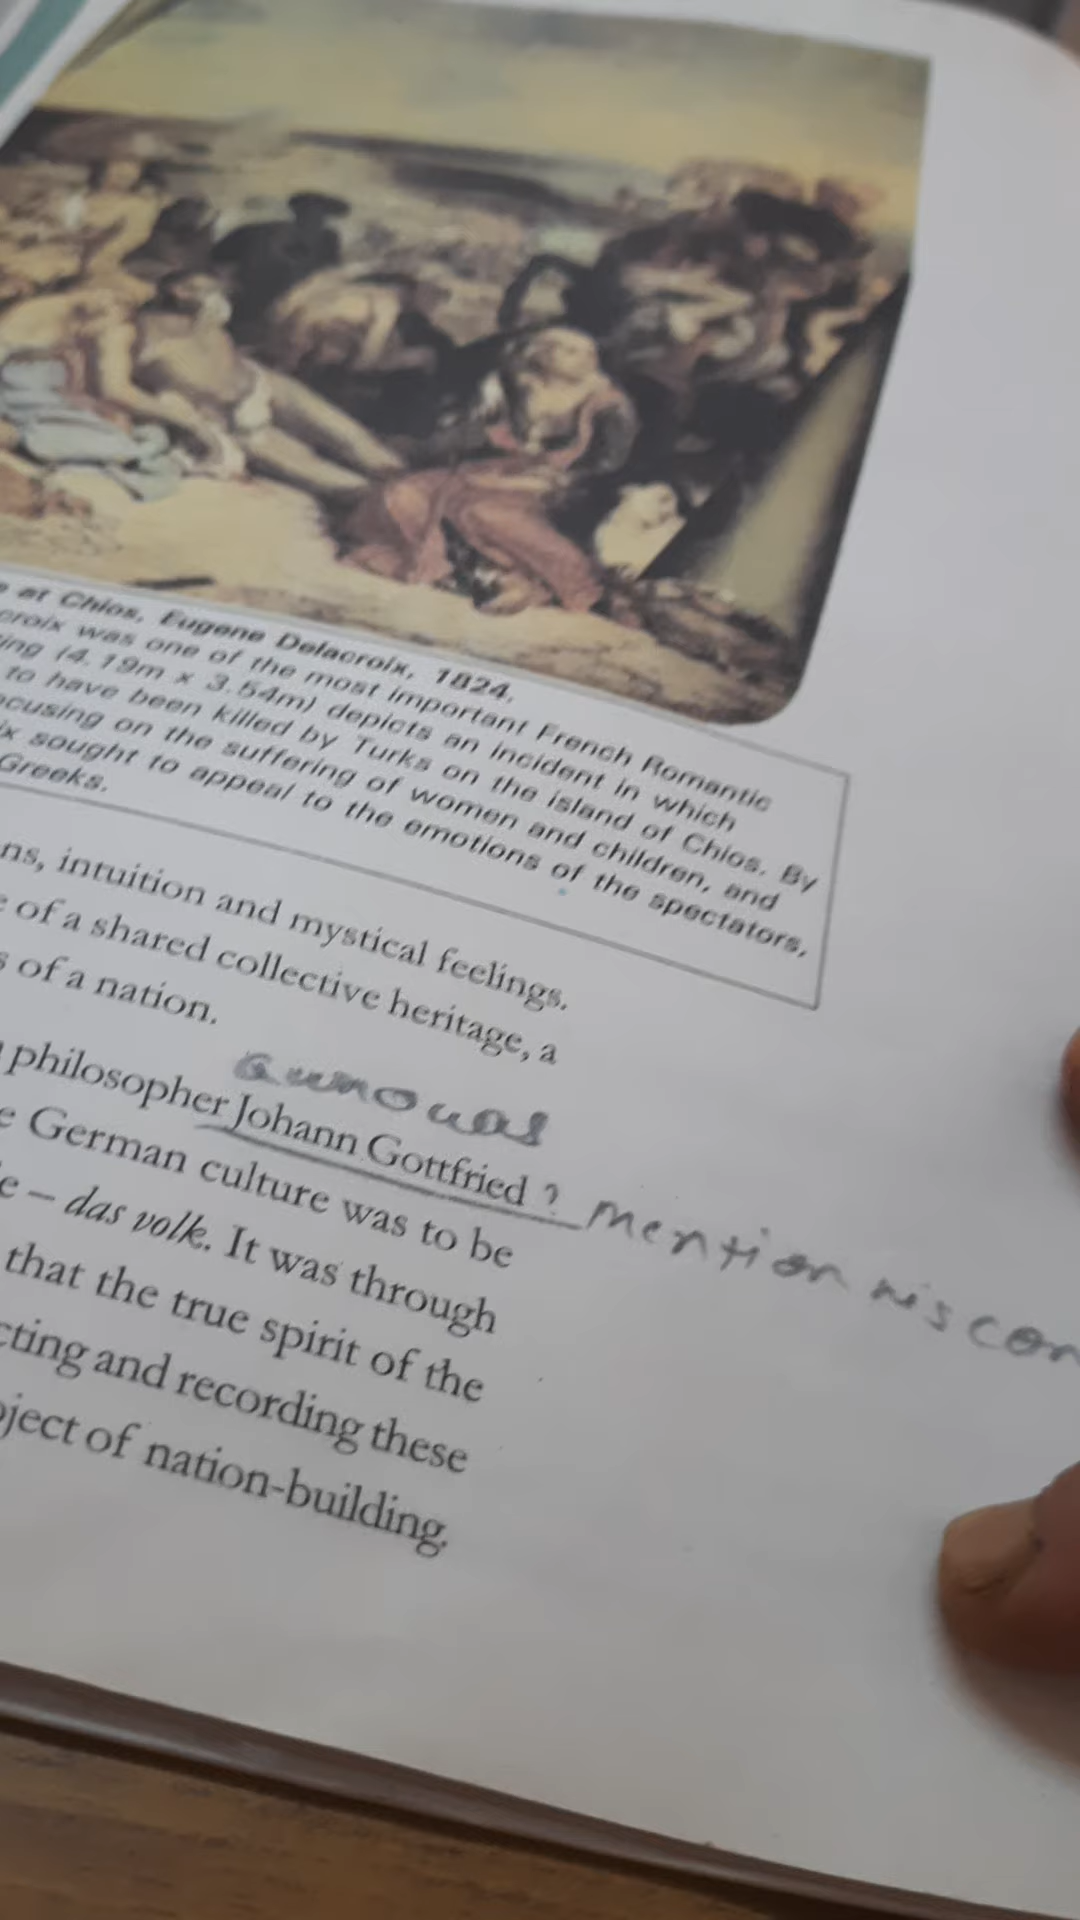 at Chios, Eugene Delacroix, 1824.
croix was one of the most important French Romantic
ing (4.19m x 3.54m) depicts an incident in which
to have been killed by Turks on the island of Chios. By
cusing on the suffering of women and children, and
ix sought to appeal to the emotions of the spectators,
Greeks.
ns, intuition and mystical feelings.
of a shared collective heritage, a
s of a nation.
philosopher Johann Gottfried ? mention his con
e German culture was to be
e – das volk. It was through
that the true spirit of the
cting and recording these
oject of nation-building.